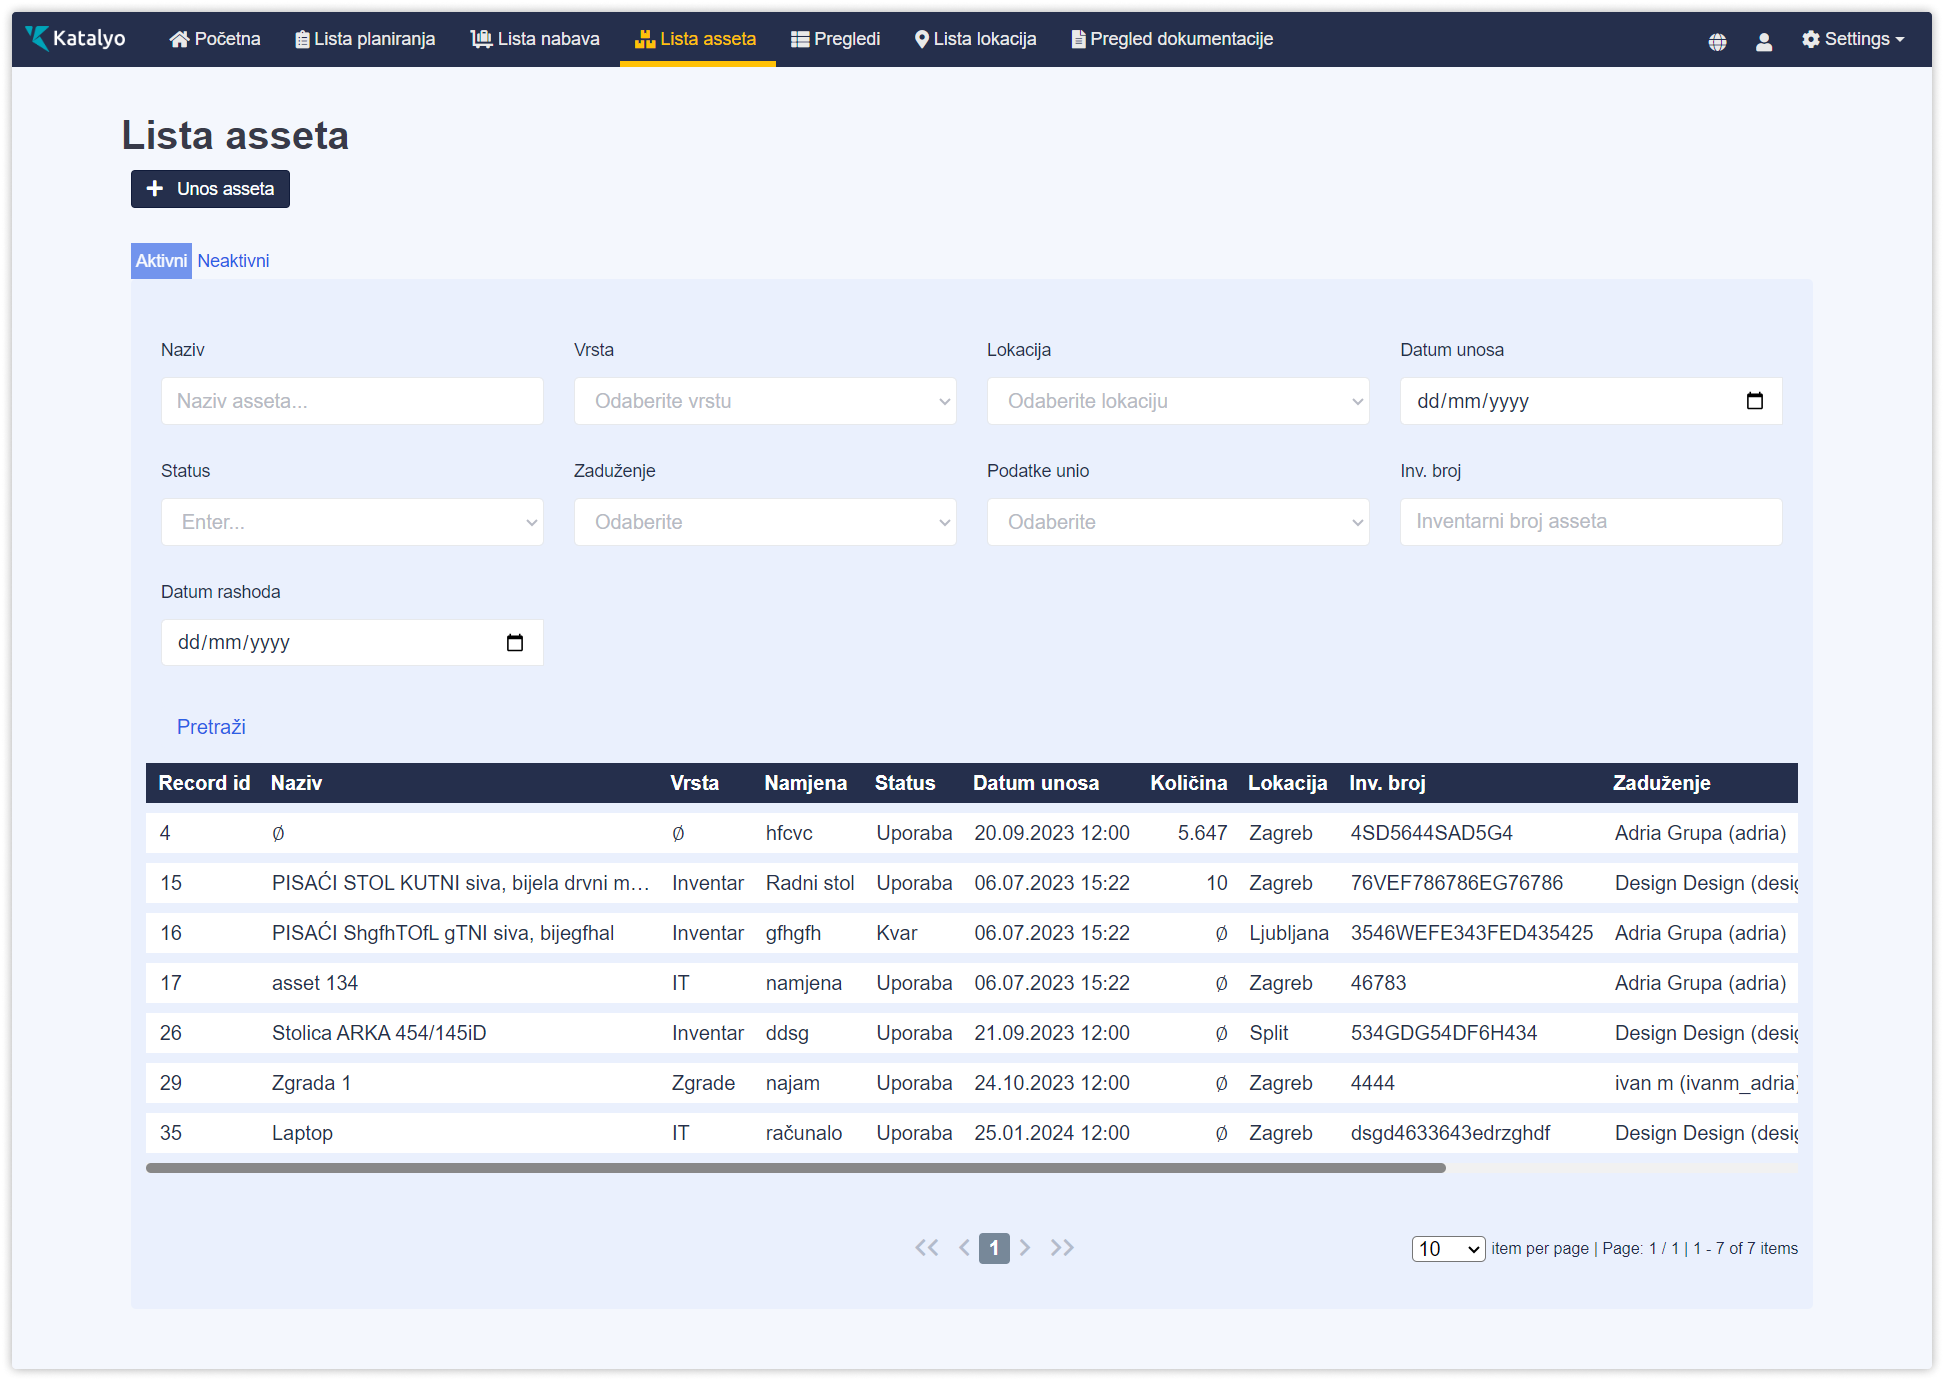 Katalyo Početna Lista planiranja Lista nabava Lista asseta Pregledi Lista lokacija Pregled dokumentacije Settings
Lista asseta
Unos asseta
Aktivni Neaktivni
Naziv Vrsta Lokacija Datum unosa
Naziv asseta... Odaberite vrstu Odaberite lokaciju dd/mm/yyyy
Status Zaduženje Podatke unio Inv. broj
Enter... Odaberite Odaberite Inventarni broj asseta
Datum rashoda
dd/mm/yyyy
Pretraži
Record id Naziv Vrsta Namjena Status Datum unosa Količina Lokacija Inv. broj Zaduženje
4 ∅ ∅ hfcvc Uporaba 20.09.2023 12:00 5.647 Zagreb 4SD5644SAD5G4 Adria Grupa (adria)
15 PISAĆI STOL KUTNI siva, bijela drvni m... Inventar Radni stol Uporaba 06.07.2023 15:22 10 Zagreb 76VEF786786EG76786 Design Design (desig
16 PISAĆI ShgfhTOfL gTNI siva, bijegfhal Inventar gfhgfh Kvar 06.07.2023 15:22 ∅ Ljubljana 3546WEFE343FED435425 Adria Grupa (adria)
17 asset 134 IT namjena Uporaba 06.07.2023 15:22 ∅ Zagreb 46783 Adria Grupa (adria)
26 Stolica ARKA 454/145iD Inventar ddsg Uporaba 21.09.2023 12:00 ∅ Split 534GDG54DF6H434 Design Design (desig
29 Zgrada 1 Zgrade najam Uporaba 24.10.2023 12:00 ∅ Zagreb 4444 ivan m (ivanm_adria)
35 Laptop IT računalo Uporaba 25.01.2024 12:00 ∅ Zagreb dsgd4633643edrzghdf Design Design (desig
1 10 item per page | Page: 1 / 1 | 1 - 7 of 7 items